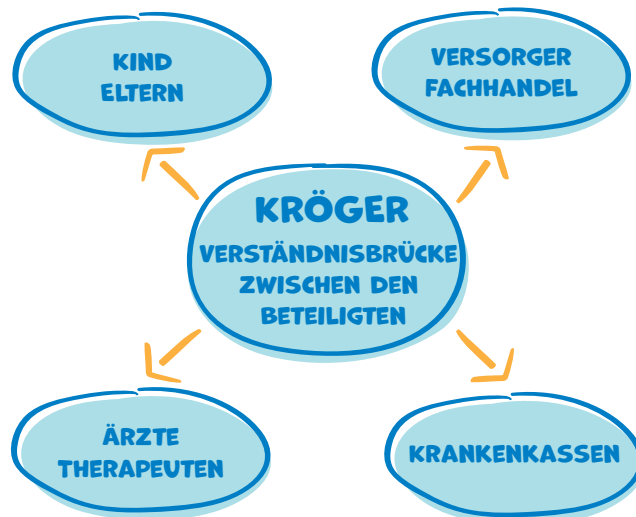 KIND
ELTERN
VERSORGER
FACHHANDEL
KRÖGER
VERSTÄNDNISBRÜCKE
ZWISCHEN DEN
BETEILIGTEN
ÄRZTE
THERAPEUTEN
KRANKENKASSEN